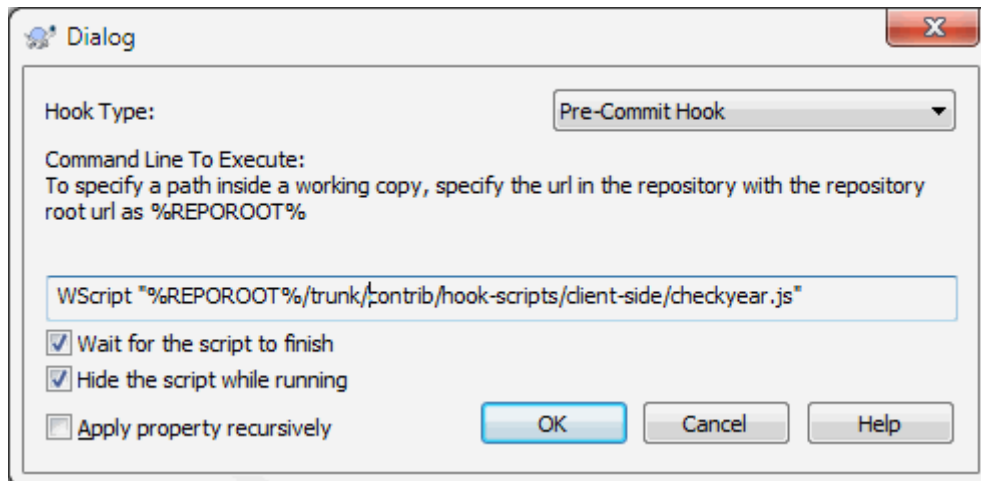 Dialog
Hook Type:
Pre-Commit Hook
Command Line To Execute:
To specify a path inside a working copy, specify the url in the repository with the repository
root url as %REPOROOT%
WScript "%REPOROOT%/trunk/contrib/hook-scripts/client-side/checkyear.js"
Wait for the script to finish
Hide the script while running
Apply property recursively
OK
Cancel
Help